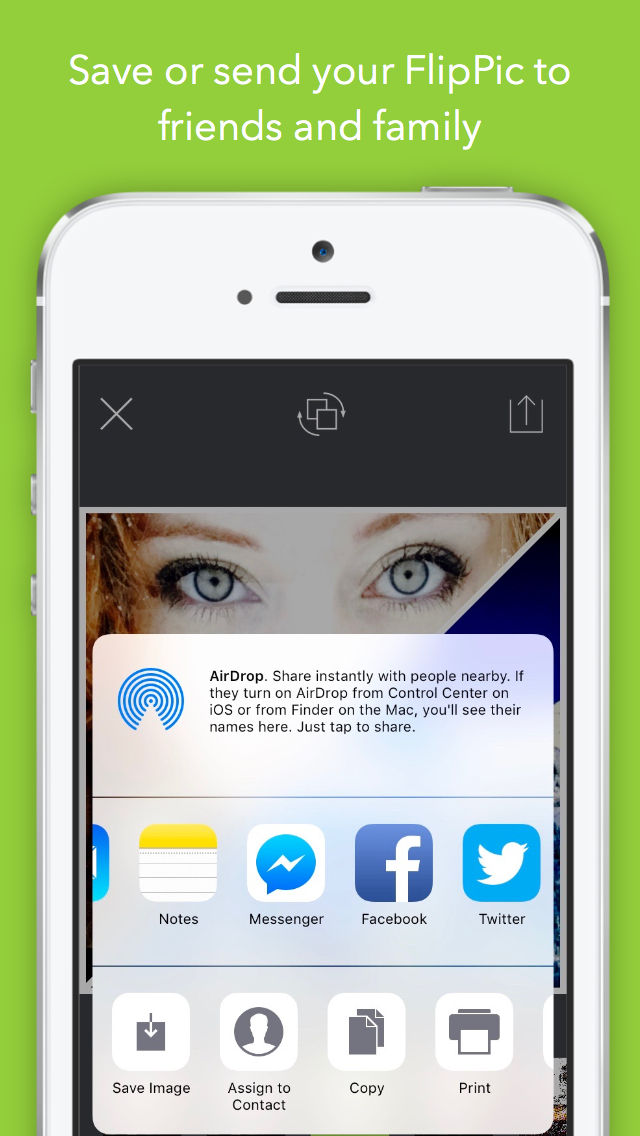 Save or send your FlipPic to
friends and family
AirDrop. Share instantly with people nearby. If
they turn on AirDrop from Control Center on
iOS or from Finder on the Mac, you'll see their
names here. Just tap to share.
Notes
Messenger
Facebook
Twitter
Save Image
Assign to
Contact
Copy
Print